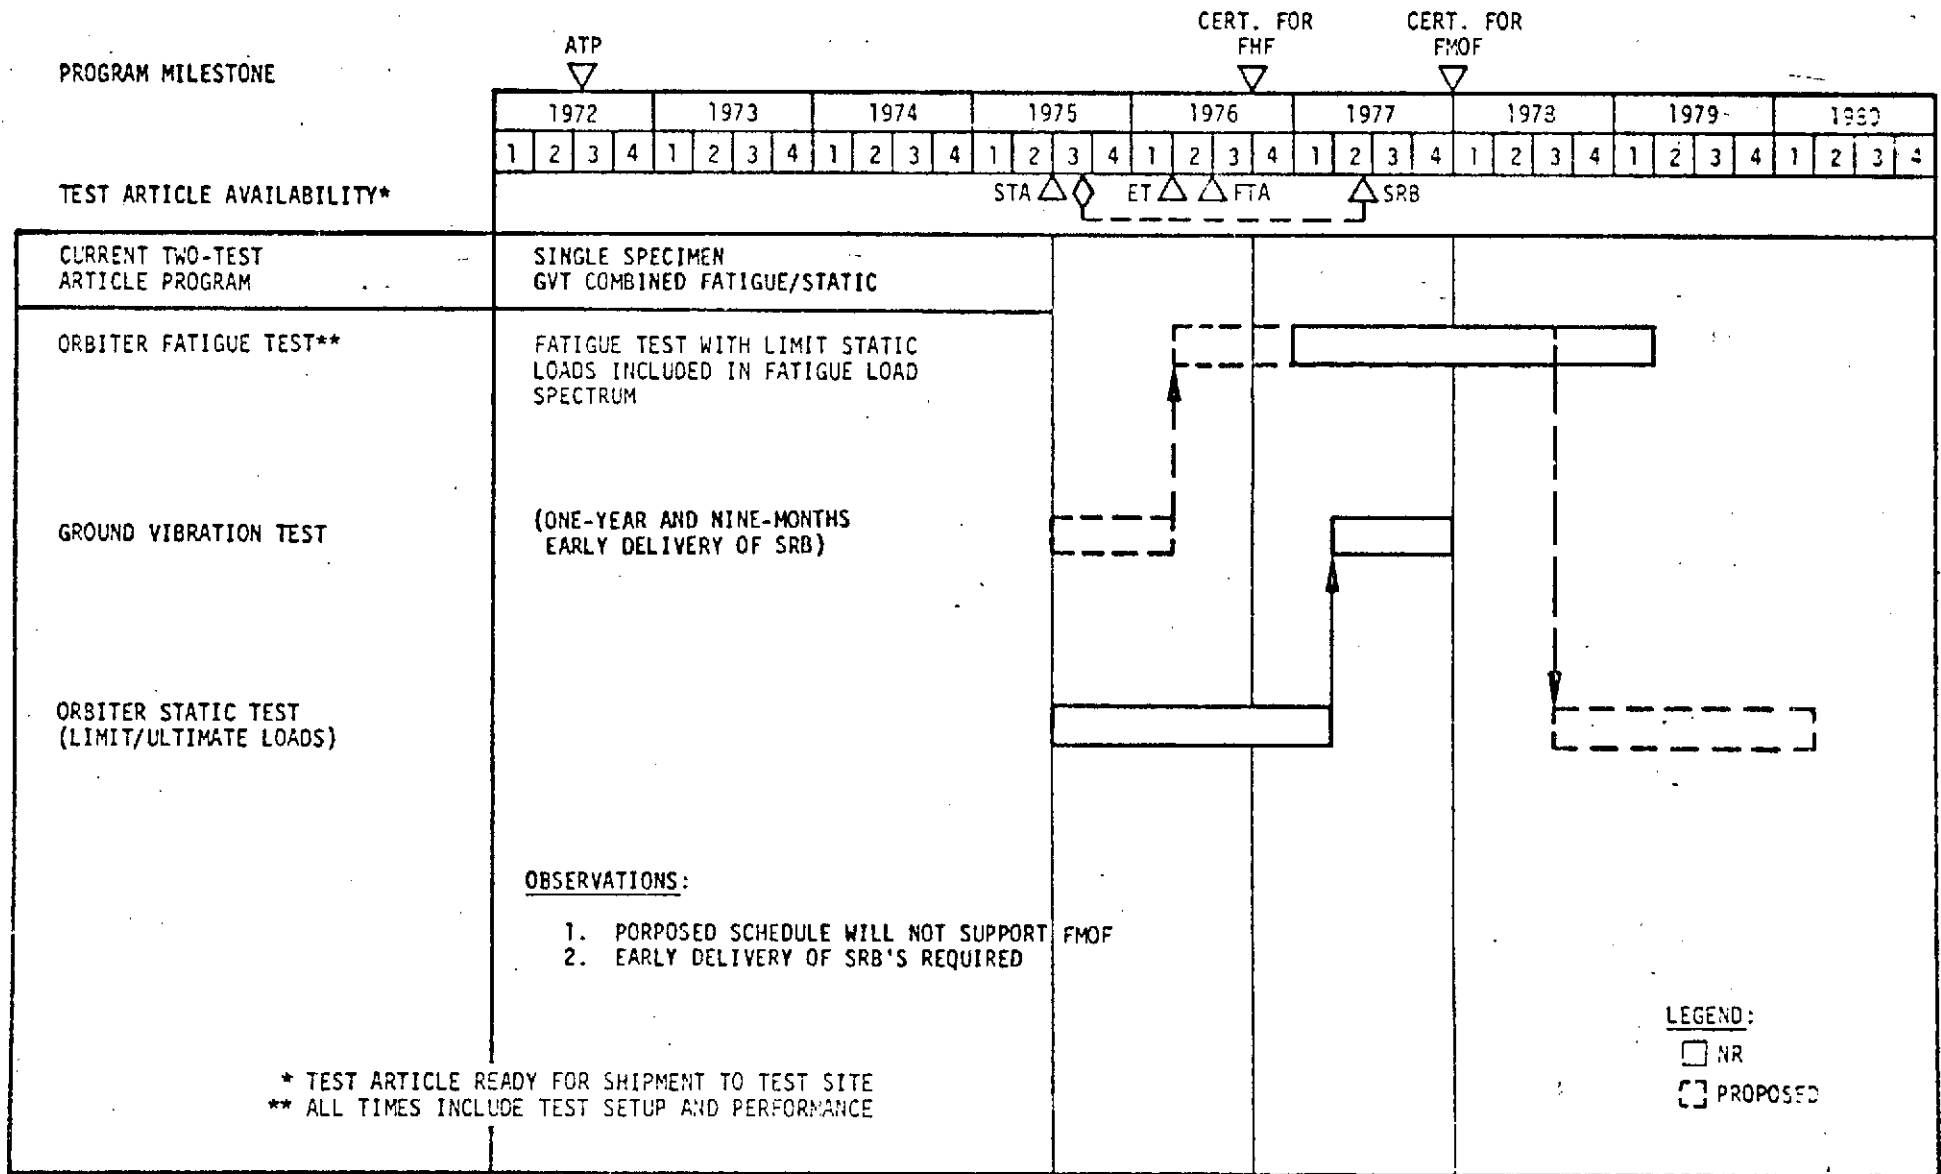 CERT. FOR CERT. FOR
ATP FHF FMOF
PROGRAM MILESTONE
1972 1973 1974 1975 1976 1977 1978 1979 1980
1 2 3 4 1 2 3 4 1 2 3 4 1 2 3 4 1 2 3 4 1 2 3 4 1 2 3 4 1 2 3 4 1 2 3 4
TEST ARTICLE AVAILABILITY* STA ET FTA SRB
CURRENT TWO-TEST
ARTICLE PROGRAM
SINGLE SPECIMEN
GVT COMBINED FATIGUE/STATIC
ORBITER FATIGUE TEST**
FATIGUE TEST WITH LIMIT STATIC
LOADS INCLUDED IN FATIGUE LOAD
SPECTRUM
GROUND VIBRATION TEST
(ONE-YEAR AND NINE-MONTHS
EARLY DELIVERY OF SRB)
ORBITER STATIC TEST
(LIMIT/ULTIMATE LOADS)
OBSERVATIONS:
1. PORPOSED SCHEDULE WILL NOT SUPPORT FMOF
2. EARLY DELIVERY OF SRB'S REQUIRED
LEGEND:
NR
PROPOSED
* TEST ARTICLE READY FOR SHIPMENT TO TEST SITE
** ALL TIMES INCLUDE TEST SETUP AND PERFORMANCE